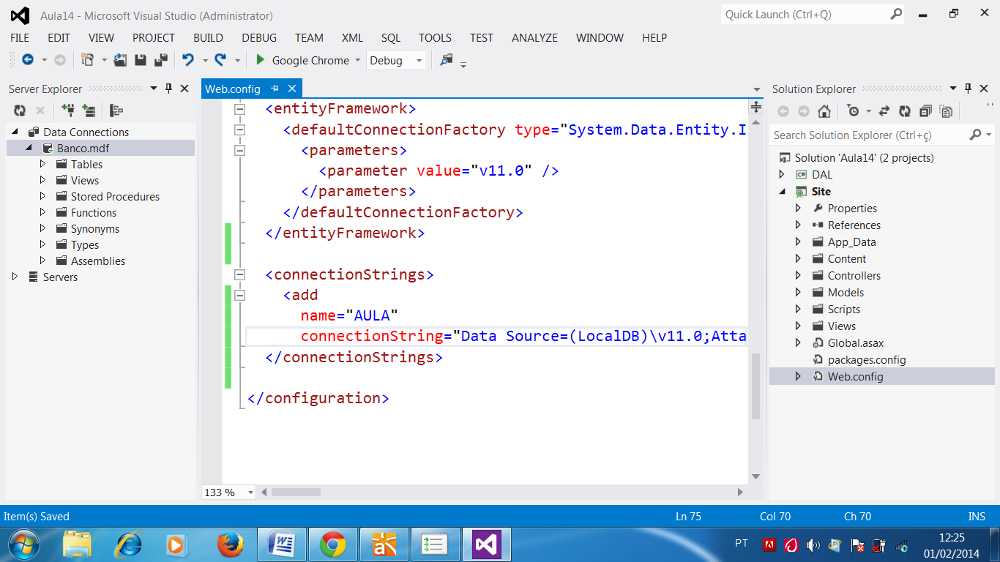 Aula14 - Microsoft Visual Studio (Administrator)
Quick Launch (Ctrl+Q)
FILE EDIT VIEW PROJECT BUILD DEBUG TEAM XML SQL TOOLS TEST ANALYZE WINDOW HELP
Google Chrome Debug
Server Explorer
Data Connections
Banco.mdf
Tables
Views
Stored Procedures
Functions
Synonyms
Types
Assemblies
Servers
Web.config
<entityFramework>
<defaultConnectionFactory type="System.Data.Entity.I
<parameters>
<parameter value="v11.0" />
</parameters>
</defaultConnectionFactory>
</entityFramework>
<connectionStrings>
<add
name="AULA"
connectionString="Data Source=(LocalDB)\v11.0;Atta
</connectionStrings>
</configuration>
133 %
Solution Explorer
Search Solution Explorer (Ctrl+ç)
Solution 'Aula14' (2 projects)
DAL
Site
Properties
References
App_Data
Content
Controllers
Models
Scripts
Views
Global.asax
packages.config
Web.config
Item(s) Saved Ln 75 Col 70 Ch 70 INS
PT
12:25
01/02/2014